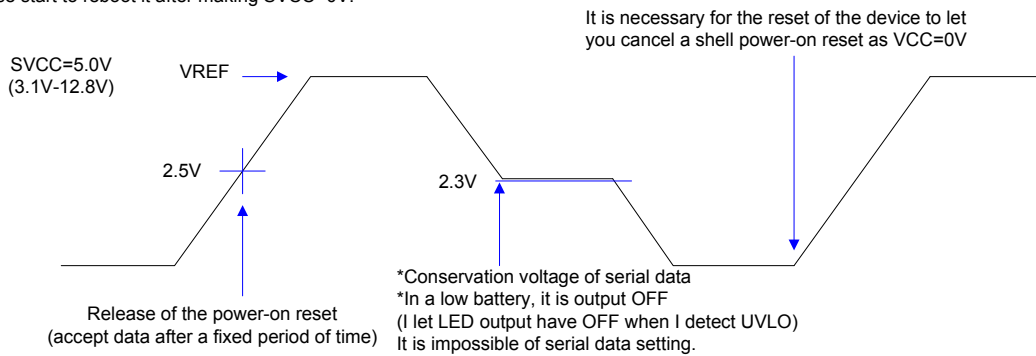 It is necessary for the reset of the device to let
you cancel a shell power-on reset as VCC=0V
SVCC=5.0V
(3.1V-12.8V)
VREF
2.5V
2.3V
Release of the power-on reset
(accept data after a fixed period of time)
*Conservation voltage of serial data
*In a low battery, it is output OFF
(I let LED output have OFF when I detect UVLO)
It is impossible of serial data setting.